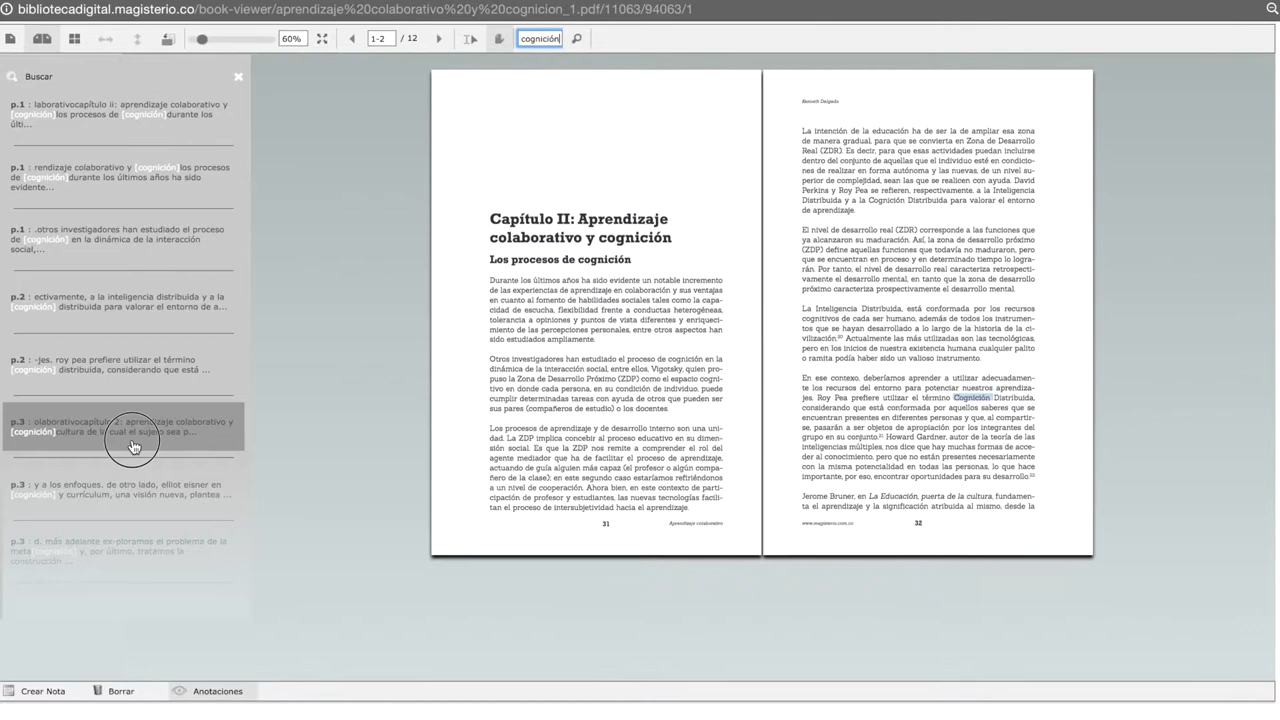 bibliotecadigital.magisterio.co/book-viewer/aprendizaje%20colaborativo%20y%20cognicion_1.pdf/11063/94063/1
60%
1-2 / 12
cognición
Buscar
p.1 : laborativocapítulo ii: aprendizaje colaborativo y
[cognición]los procesos de [cognición]durante los
últi...
p.1 : rendizaje colaborativo y [cognición]los procesos
de [cognición]durante los últimos años ha sido
evidente...
p.1 : .otros investigadores han estudiado el proceso
de [cognición] en la dinámica de la interacción
social,...
p.2 : ectivamente, a la inteligencia distribuida y a la
[cognición] distribuida para valorar el entorno de a...
p.2 : -jes. roy pea prefiere utilizar el término
[cognición] distribuida, considerando que está ...
p.3 : olaborativocapítulo 2: aprendizaje colaborativo y
[cognición]cultura de la cual el sujeto sea p...
p.3 : y a los enfoques. de otro lado, elliot eisner en
[cognición] y currículum, una visión nueva, plantea ...
p.3 : d. más adelante ex-ploramos el problema de la
meta[cognición] y, por último, tratamos la
construcción ...
Capítulo II: Aprendizaje
colaborativo y cognición
Los procesos de cognición
Durante los últimos años ha sido evidente un notable incremento
de las experiencias de aprendizaje en colaboración y sus ventajas
en cuanto al fomento de habilidades sociales tales como la capa-
cidad de escucha, flexibilidad frente a conductas heterogéneas,
tolerancia a opiniones y puntos de vista diferentes y enriqueci-
miento de las percepciones personales, entre otros aspectos han
sido estudiados ampliamente.
Otros investigadores han estudiado el proceso de cognición en la
dinámica de la interacción social, entre ellos, Vigotsky, quien pro-
puso la Zona de Desarrollo Próximo (ZDP) como el espacio cogni-
tivo en donde cada persona, en su condición de individuo, puede
cumplir determinadas tareas con ayuda de otros que pueden ser
sus pares (compañeros de estudio) o los docentes.
Los procesos de aprendizaje y de desarrollo interno son una uni-
dad. La ZDP implica concebir al proceso educativo en su dimen-
sión social. Es que la ZDP nos remite a comprender el rol del
agente mediador que ha de facilitar el proceso de aprendizaje,
actuando de guía alguien más capaz (el profesor o algún compa-
ñero de la clase); en este segundo caso estaríamos refiriéndonos
a un nivel de cooperación. Ahora bien, en este contexto de parti-
cipación de profesor y estudiantes, las nuevas tecnologías facili-
tan el proceso de intersubjetividad hacia el aprendizaje.
31 Aprendizaje colaborativo
Kenneth Delgado
La intención de la educación ha de ser la de ampliar esa zona
de manera gradual, para que se convierta en Zona de Desarrollo
Real (ZDR). Es decir, para que esas actividades puedan incluirse
dentro del conjunto de aquellas que el individuo esté en condicio-
nes de realizar en forma autónoma y las nuevas, de un nivel su-
perior de complejidad, sean las que se realicen con ayuda. David
Perkins y Roy Pea se refieren, respectivamente, a la Inteligencia
Distribuida y a la Cognición Distribuida para valorar el entorno
de aprendizaje.
El nivel de desarrollo real (ZDR) corresponde a las funciones que
ya alcanzaron su maduración. Así, la zona de desarrollo próximo
(ZDP) define aquellas funciones que todavía no maduraron, pero
que se encuentran en proceso y en determinado tiempo lo logra-
rán. Por tanto, el nivel de desarrollo real caracteriza retrospecti-
vamente el desarrollo mental, en tanto que la zona de desarrollo
próximo caracteriza prospectivamente el desarrollo mental.
La Inteligencia Distribuida, está conformada por los recursos
cognitivos de cada ser humano, además de todos los instrumen-
tos que se hayan desarrollado a lo largo de la historia de la ci-
vilización.²⁰ Actualmente las más utilizadas son las tecnológicas,
pero en los inicios de nuestra existencia humana cualquier palito
o ramita podía haber sido un valioso instrumento.
En ese contexto, deberíamos aprender a utilizar adecuadamen-
te los recursos del entorno para potenciar nuestros aprendiza-
jes. Roy Pea prefiere utilizar el término Cognición Distribuida,
considerando que está conformada por aquellos saberes que se
encuentran presentes en diferentes personas y que, al compartir-
se, pasarán a ser objetos de apropiación por los integrantes del
grupo en su conjunto.²¹ Howard Gardner, autor de la teoría de las
inteligencias múltiples, nos dice que hay muchas formas de acce-
der al conocimiento, pero que no están presentes necesariamente
con la misma potencialidad en todas las personas, lo que hace
importante, por eso, encontrar oportunidades para su desarrollo.²²
Jerome Bruner, en La Educación, puerta de la cultura, fundamen-
ta el aprendizaje y la significación atribuida al mismo, desde la
www.magisterio.com.co 32
Crear Nota Borrar Anotaciones